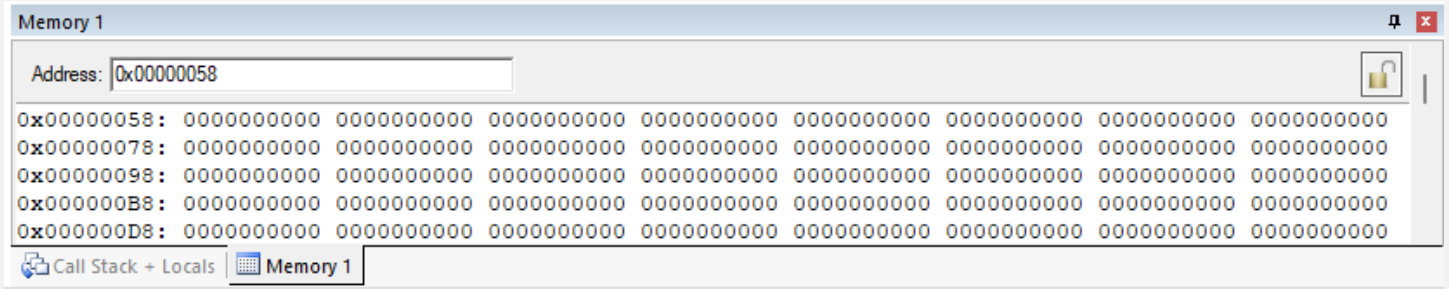 Memory 1
Address: 0x00000058
0x00000058: 0000000000 0000000000 0000000000 0000000000 0000000000 0000000000 0000000000 0000000000
0x00000078: 0000000000 0000000000 0000000000 0000000000 0000000000 0000000000 0000000000 0000000000
0x00000098: 0000000000 0000000000 0000000000 0000000000 0000000000 0000000000 0000000000 0000000000
0x000000B8: 0000000000 0000000000 0000000000 0000000000 0000000000 0000000000 0000000000 0000000000
0x000000D8: 0000000000 0000000000 0000000000 0000000000 0000000000 0000000000 0000000000 0000000000
Call Stack + Locals Memory 1